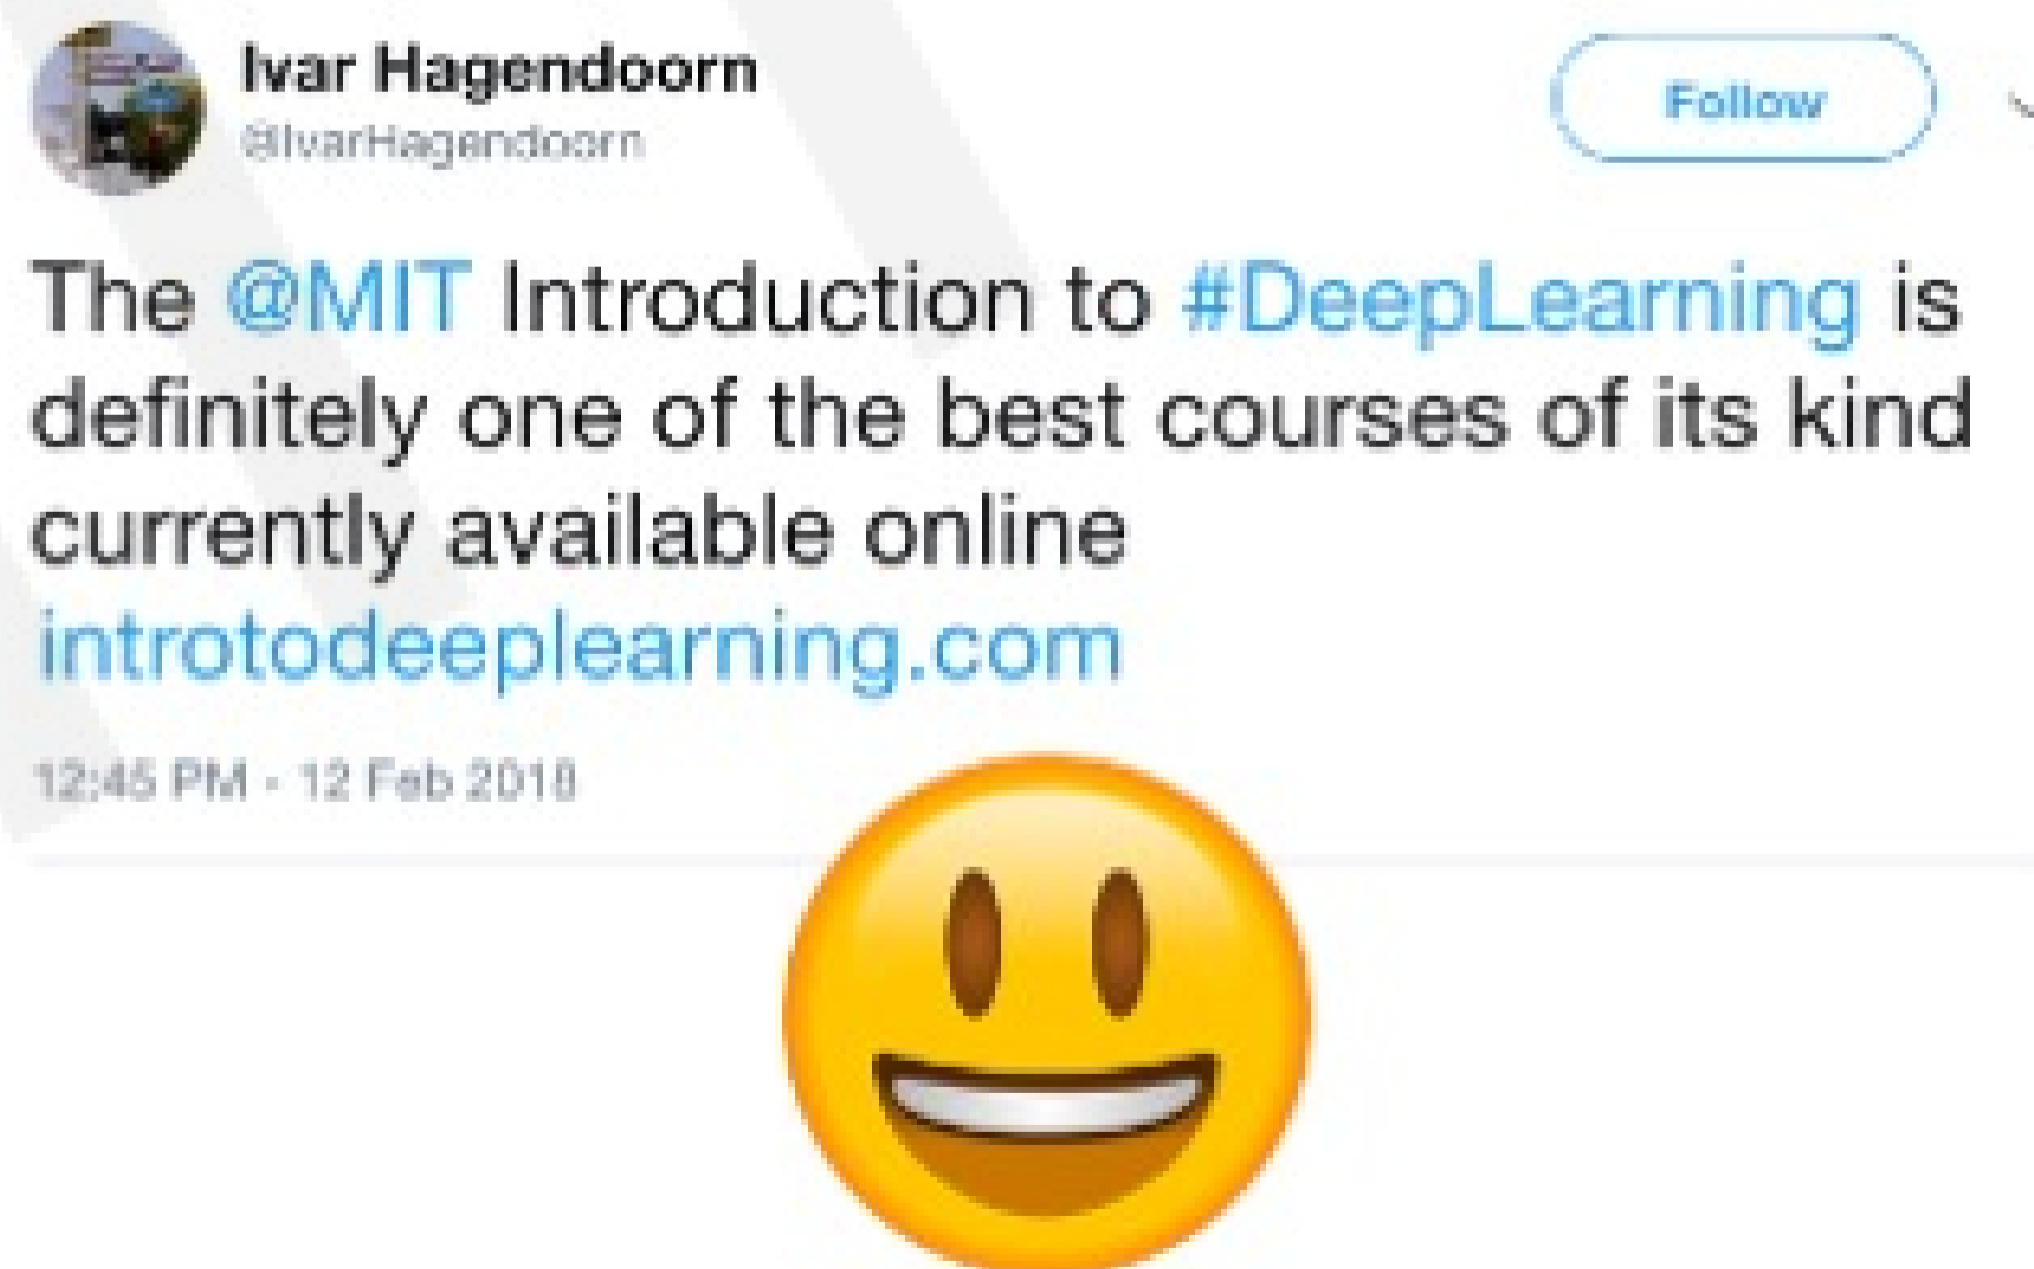 Ivar Hagendoorn
@IvarHagendoorn
Follow
The @MIT Introduction to #DeepLearning is
definitely one of the best courses of its kind
currently available online
introtodeeplearning.com
12:45 PM - 12 Feb 2018